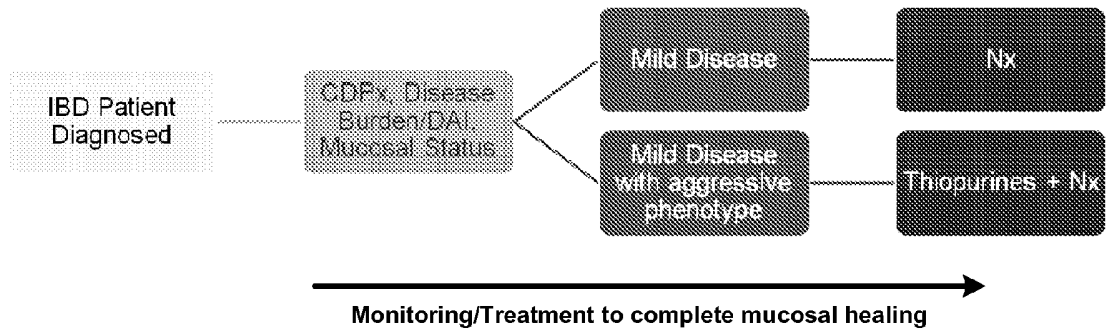 IBD Patient
Diagnosed
CDPx, Disease
Burden/DAI,
Mucosal Status
Mild Disease
Nx
Mild Disease
with aggressive
phenotype
Thiopurines + Nx
Monitoring/Treatment to complete mucosal healing